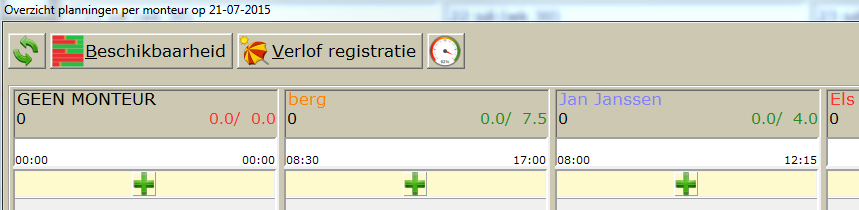 Overzicht planningen per monteur op 21-07-2015
Beschikbaarheid Verlof registratie
GEEN MONTEUR berg Jan Janssen Els
0 0.0/ 0.0 0 0.0/ 7.5 0 0.0/ 4.0 0
00:00 00:00 08:30 17:00 08:00 12:15